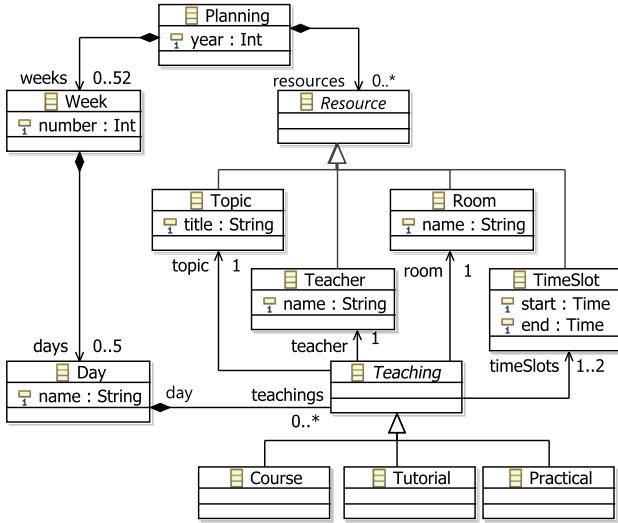 Planning
year : Int
weeks 0..52
resources 0..*
Week
number : Int
Resource
Topic
title : String
Room
name : String
topic 1
Teacher
name : String
room 1
TimeSlot
start : Time
end : Time
teacher 1
days 0..5
timeSlots 1..2
Day
name : String
day
teachings
0..*
Teaching
Course
Tutorial
Practical